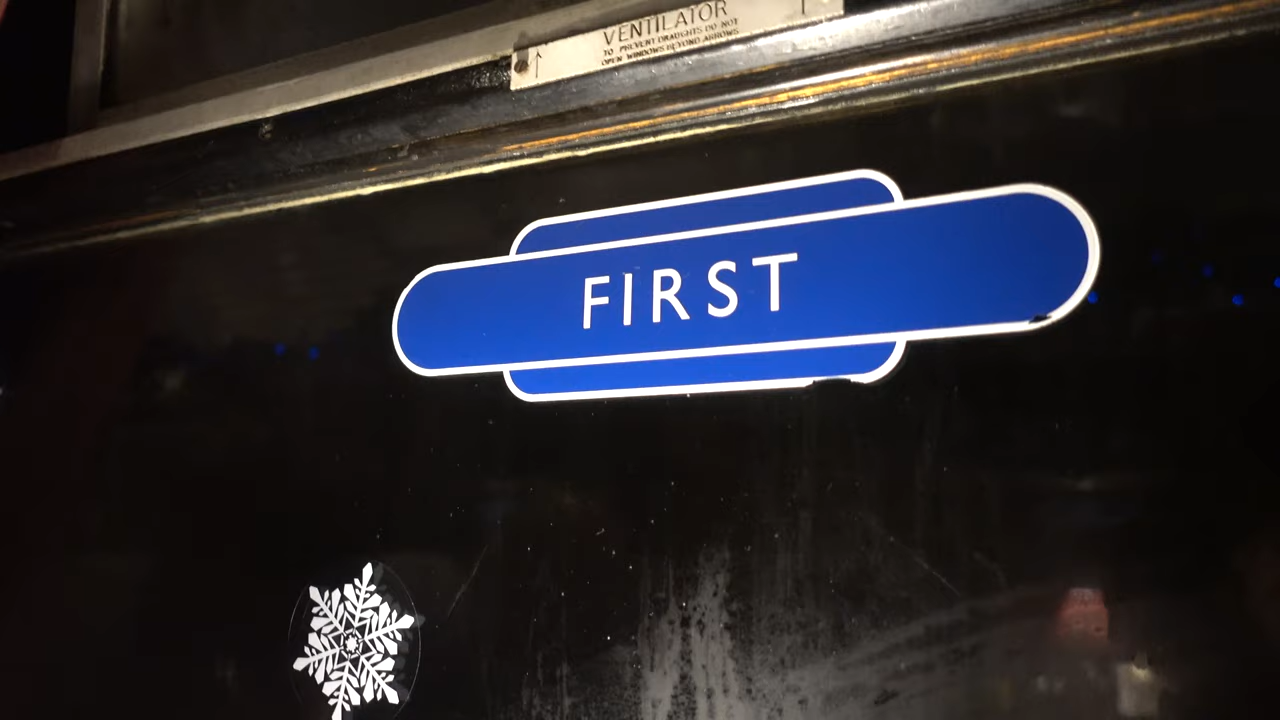 VENTILATOR
TO PREVENT DRAUGHTS DO NOT
OPEN WINDOWS BEYOND ARROWS
FIRST